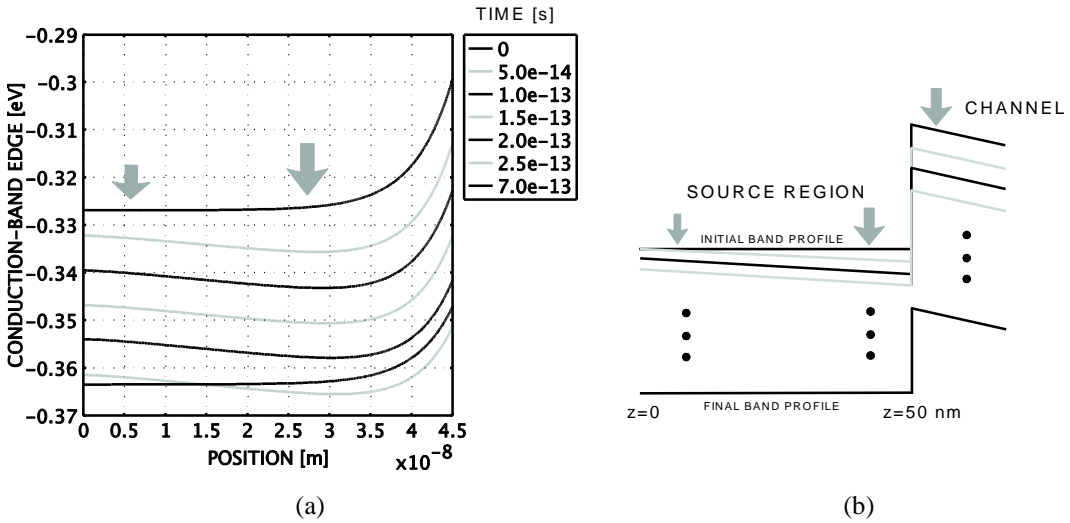 TIME [s]
0
5.0e-14
1.0e-13
1.5e-13
2.0e-13
2.5e-13
7.0e-13
CONDUCTION-BAND EDGE [eV]
-0.29
-0.3
-0.31
-0.32
-0.33
-0.34
-0.35
-0.36
-0.37
0 0.5 1 1.5 2 2.5 3 3.5 4 4.5
POSITION [m]
x10^-8
(a)
CHANNEL
SOURCE REGION
INITIAL BAND PROFILE
FINAL BAND PROFILE
z=0
z=50 nm
(b)